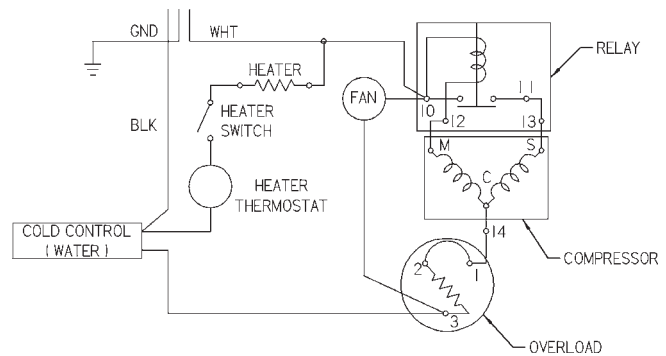 GND
WHT
RELAY
HEATER
FAN
11
10
12
13
HEATER
SWITCH
BLK
M
S
C
HEATER
THERMOSTAT
COLD CONTROL
(WATER)
14
COMPRESSOR
2
1
3
OVERLOAD